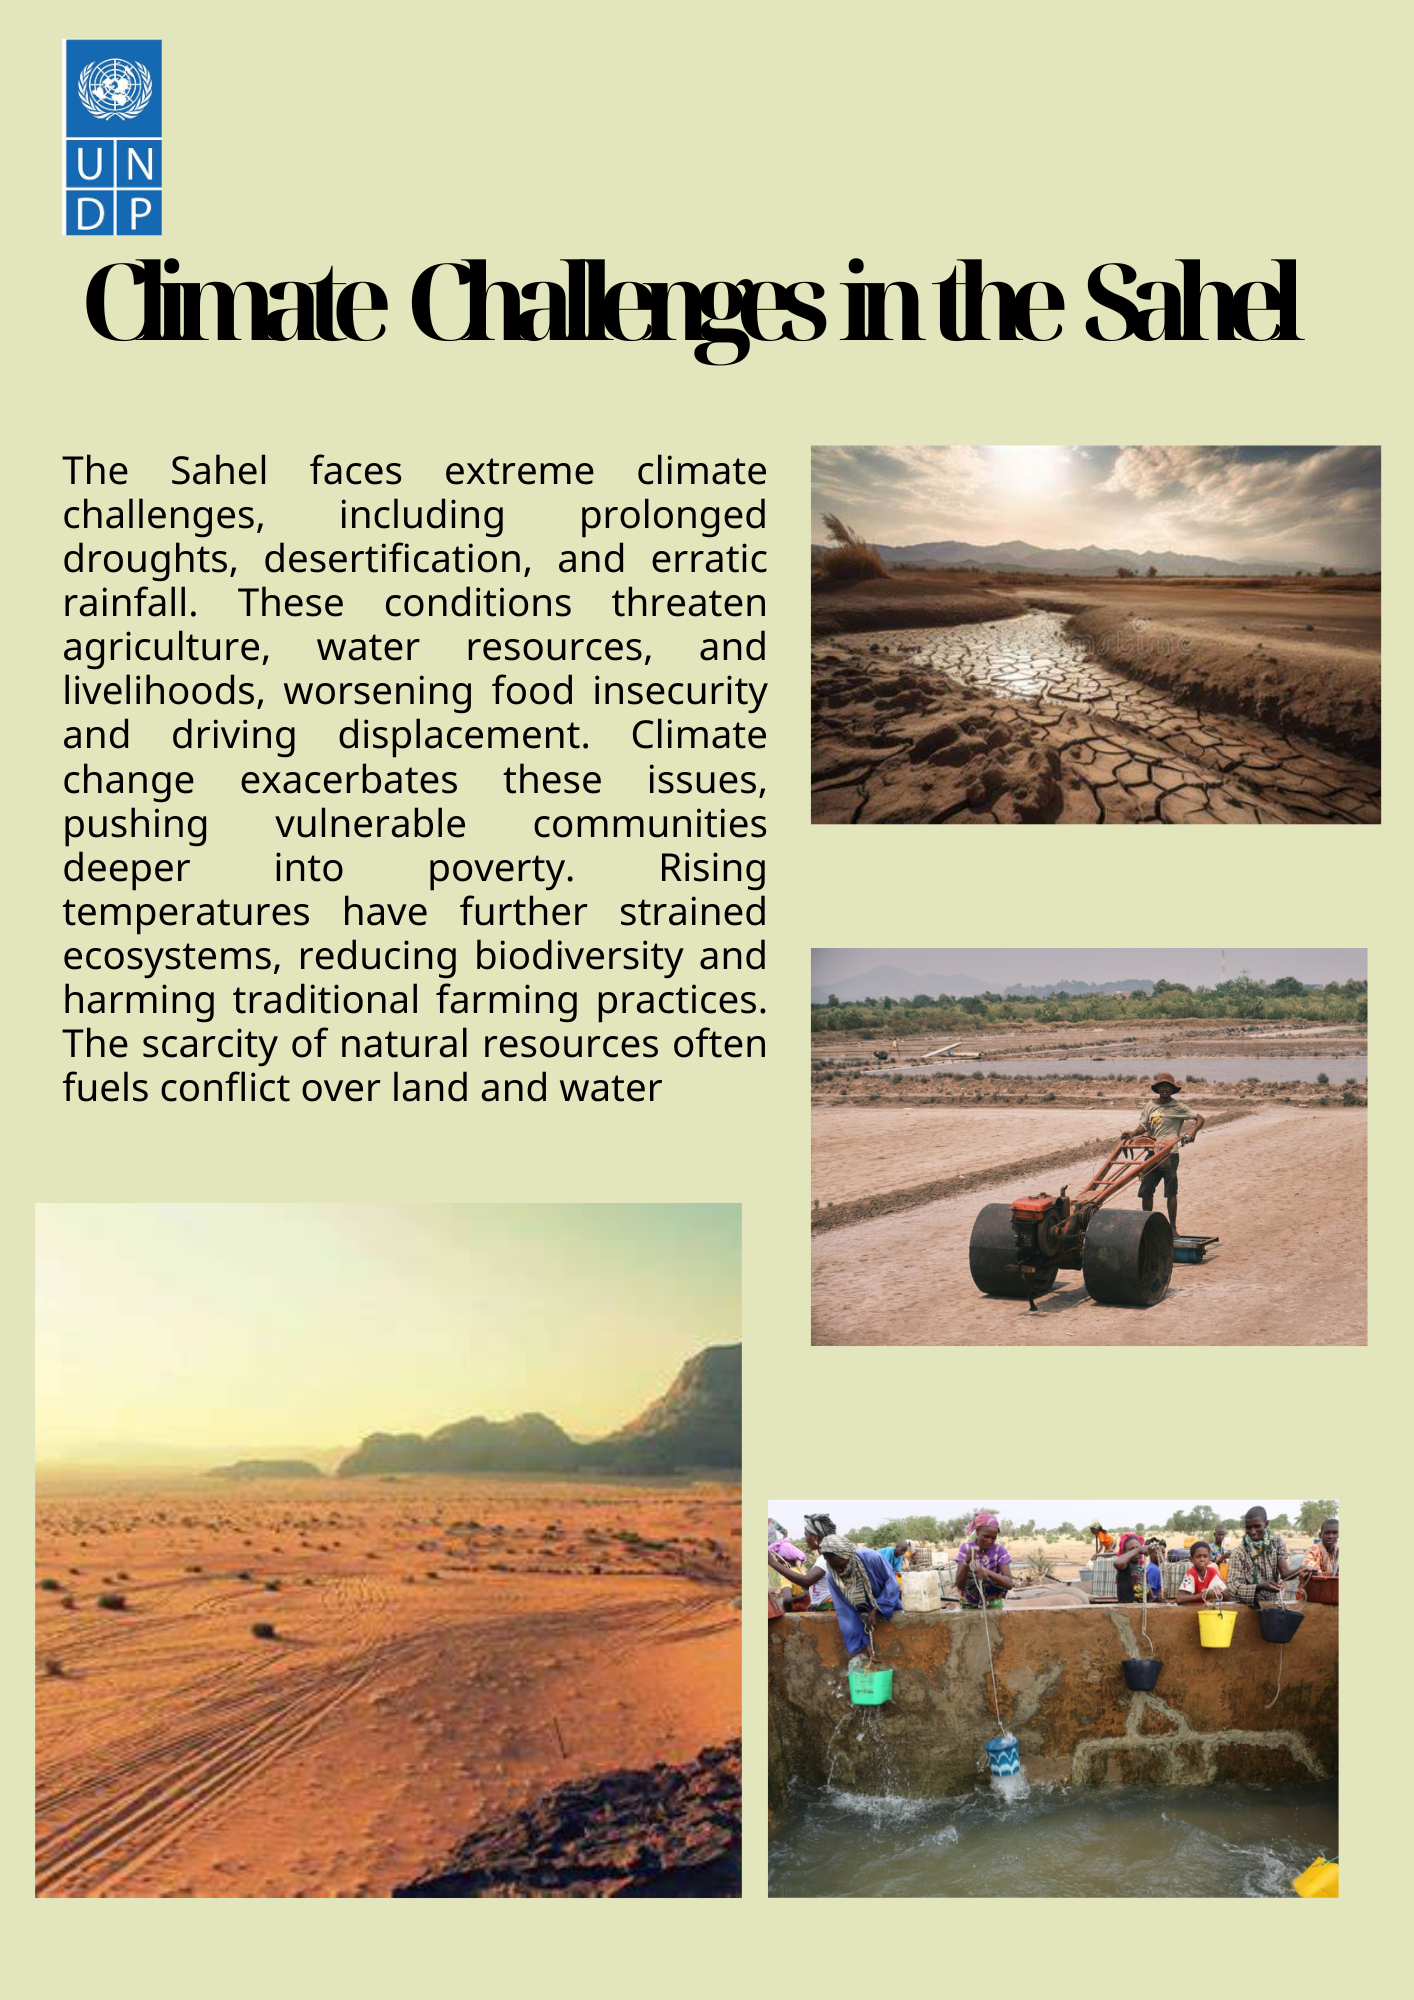 UN
DP
Climate Challenges in the Sahel
The Sahel faces extreme climate
challenges, including prolonged
droughts, desertification, and erratic
rainfall. These conditions threaten
agriculture, water resources, and
livelihoods, worsening food insecurity
and driving displacement. Climate
change exacerbates these issues,
pushing vulnerable communities
deeper into poverty. Rising
temperatures have further strained
ecosystems, reducing biodiversity and
harming traditional farming practices.
The scarcity of natural resources often
fuels conflict over land and water